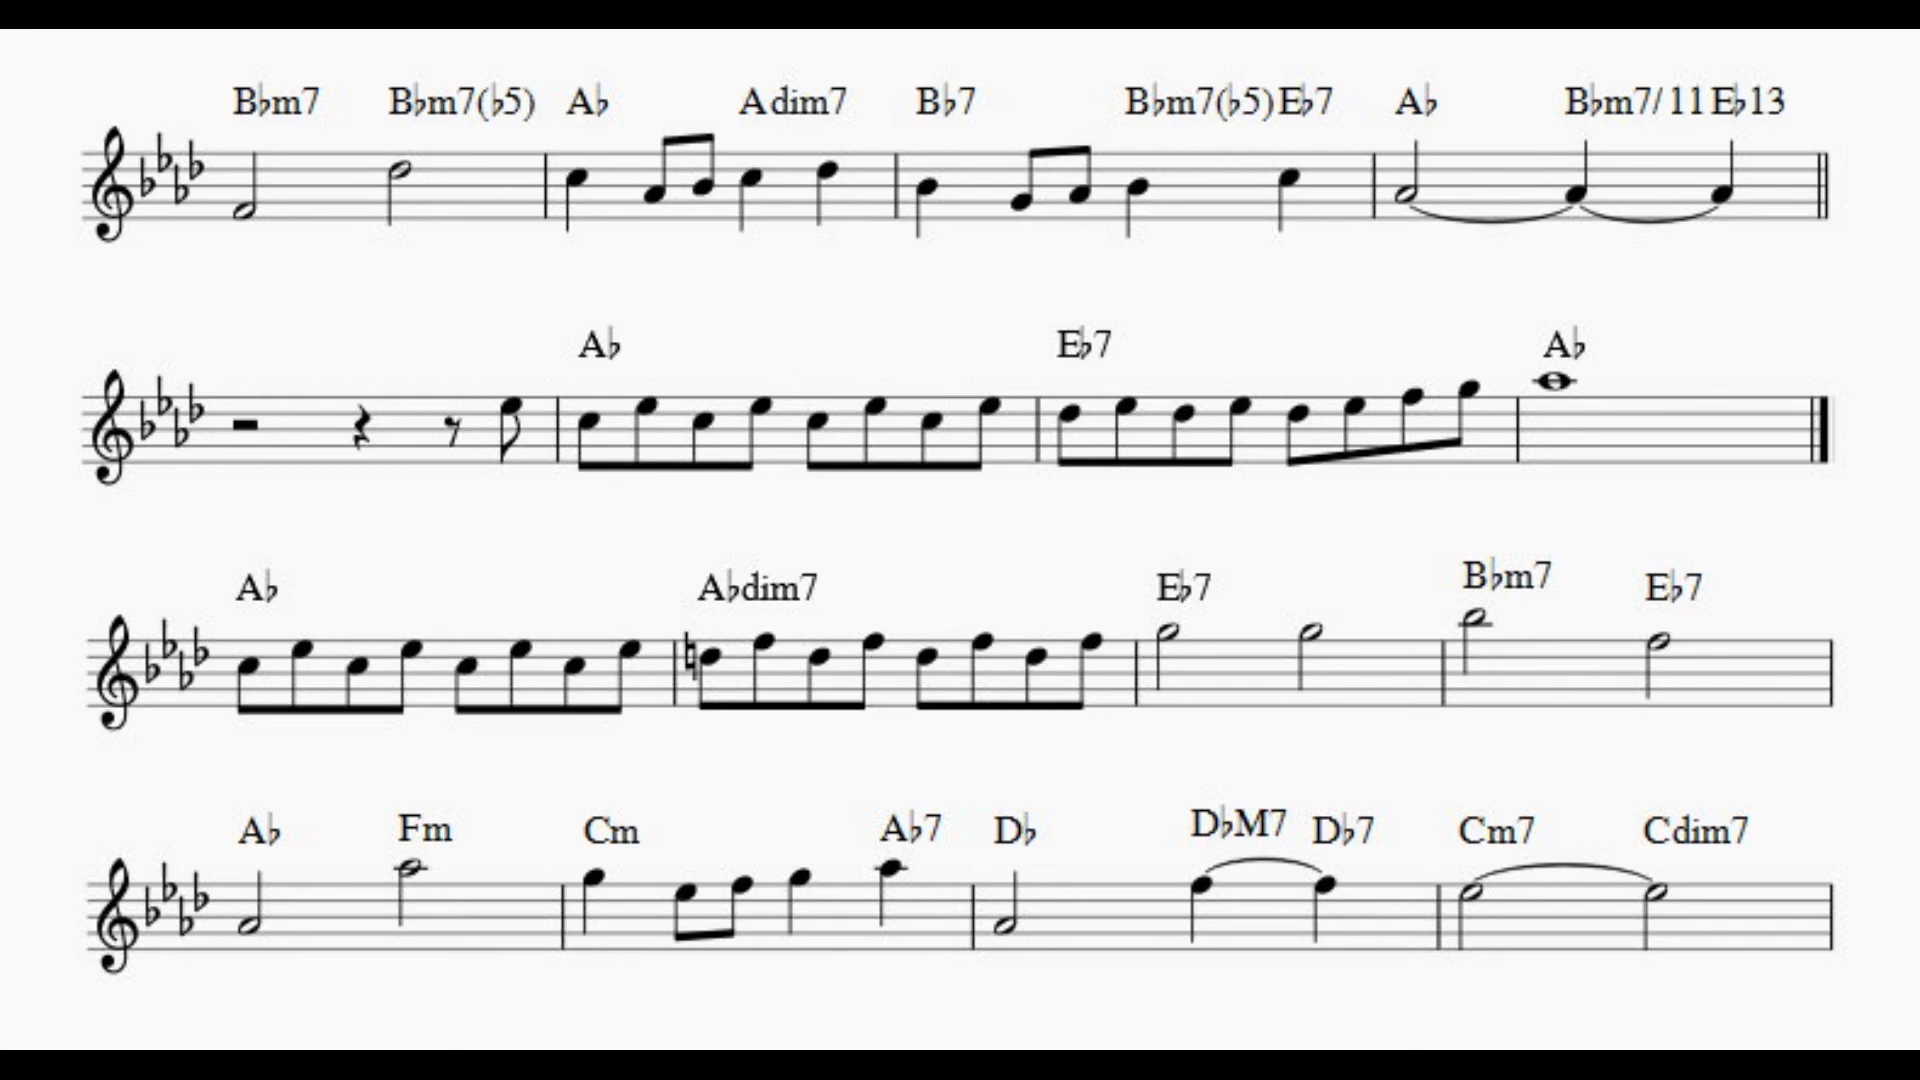 B♭m7 B♭m7(♭5) A♭ Adim7 B♭7 B♭m7(♭5) E♭7 A♭ B♭m7/11 E♭13
A♭ E♭7 A♭
A♭ A♭dim7 E♭7 B♭m7 E♭7
A♭ Fm Cm A♭7 D♭ D♭M7 D♭7 Cm7 Cdim7